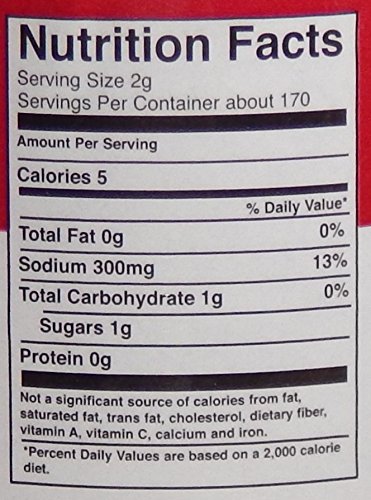 Nutrition Facts
Serving Size 2g
Servings Per Container about 170
Amount Per Serving
Calories 5
% Daily Value*
Total Fat 0g 0%
Sodium 300mg 13%
Total Carbohydrate 1g 0%
Sugars 1g
Protein 0g
Not a significant source of calories from fat,
saturated fat, trans fat, cholesterol, dietary fiber,
vitamin A, vitamin C, calcium and iron.
*Percent Daily Values are based on a 2,000 calorie
diet.